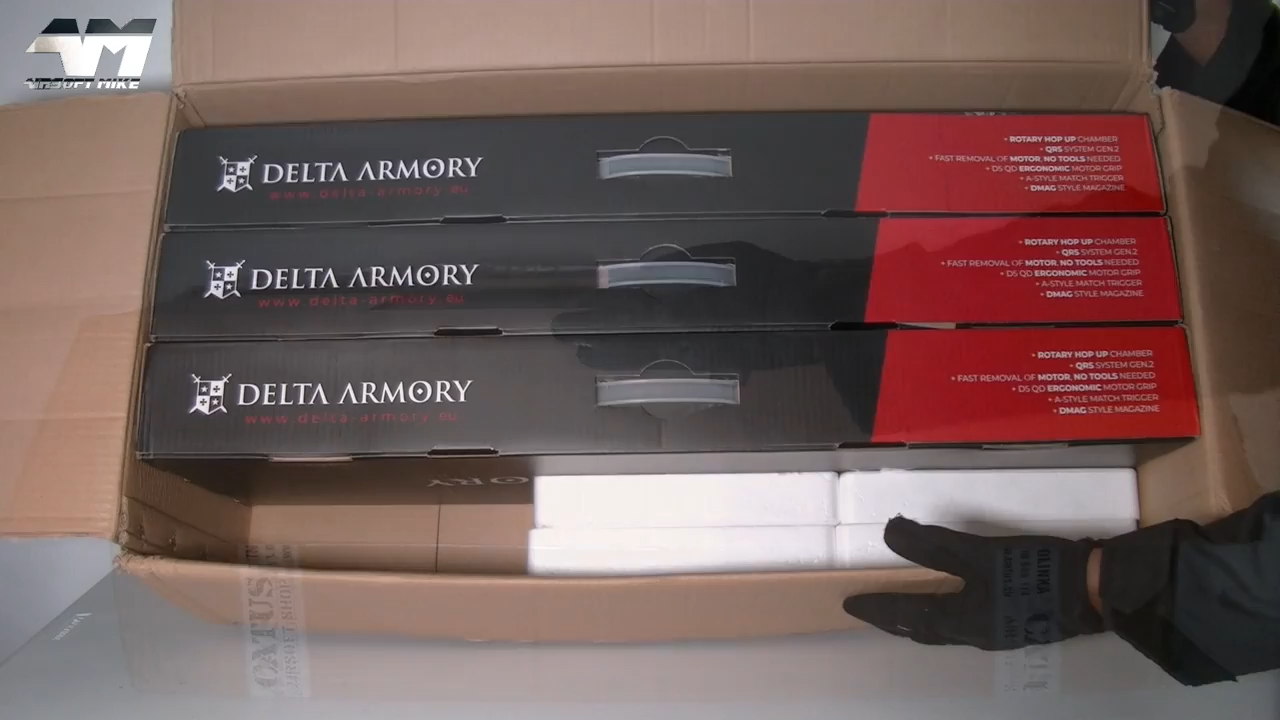 AM
AIRSOFT MIKE
DELTA ARMORY
www.delta-armory.eu
• ROTARY HOP UP CHAMBER
• QRS SYSTEM GEN.2
• FAST REMOVAL OF MOTOR, NO TOOLS NEEDED
• DS QD ERGONOMIC MOTOR GRIP
• A-STYLE MATCH TRIGGER
• DMAG STYLE MAGAZINE
DELTA ARMORY
www.delta-armory.eu
• ROTARY HOP UP CHAMBER
• QRS SYSTEM GEN.2
• FAST REMOVAL OF MOTOR, NO TOOLS NEEDED
• DS QD ERGONOMIC MOTOR GRIP
• A-STYLE MATCH TRIGGER
• DMAG STYLE MAGAZINE
DELTA ARMORY
www.delta-armory.eu
• ROTARY HOP UP CHAMBER
• QRS SYSTEM GEN.2
• FAST REMOVAL OF MOTOR, NO TOOLS NEEDED
• DS QD ERGONOMIC MOTOR GRIP
• A-STYLE MATCH TRIGGER
• DMAG STYLE MAGAZINE
ORY
CATUS